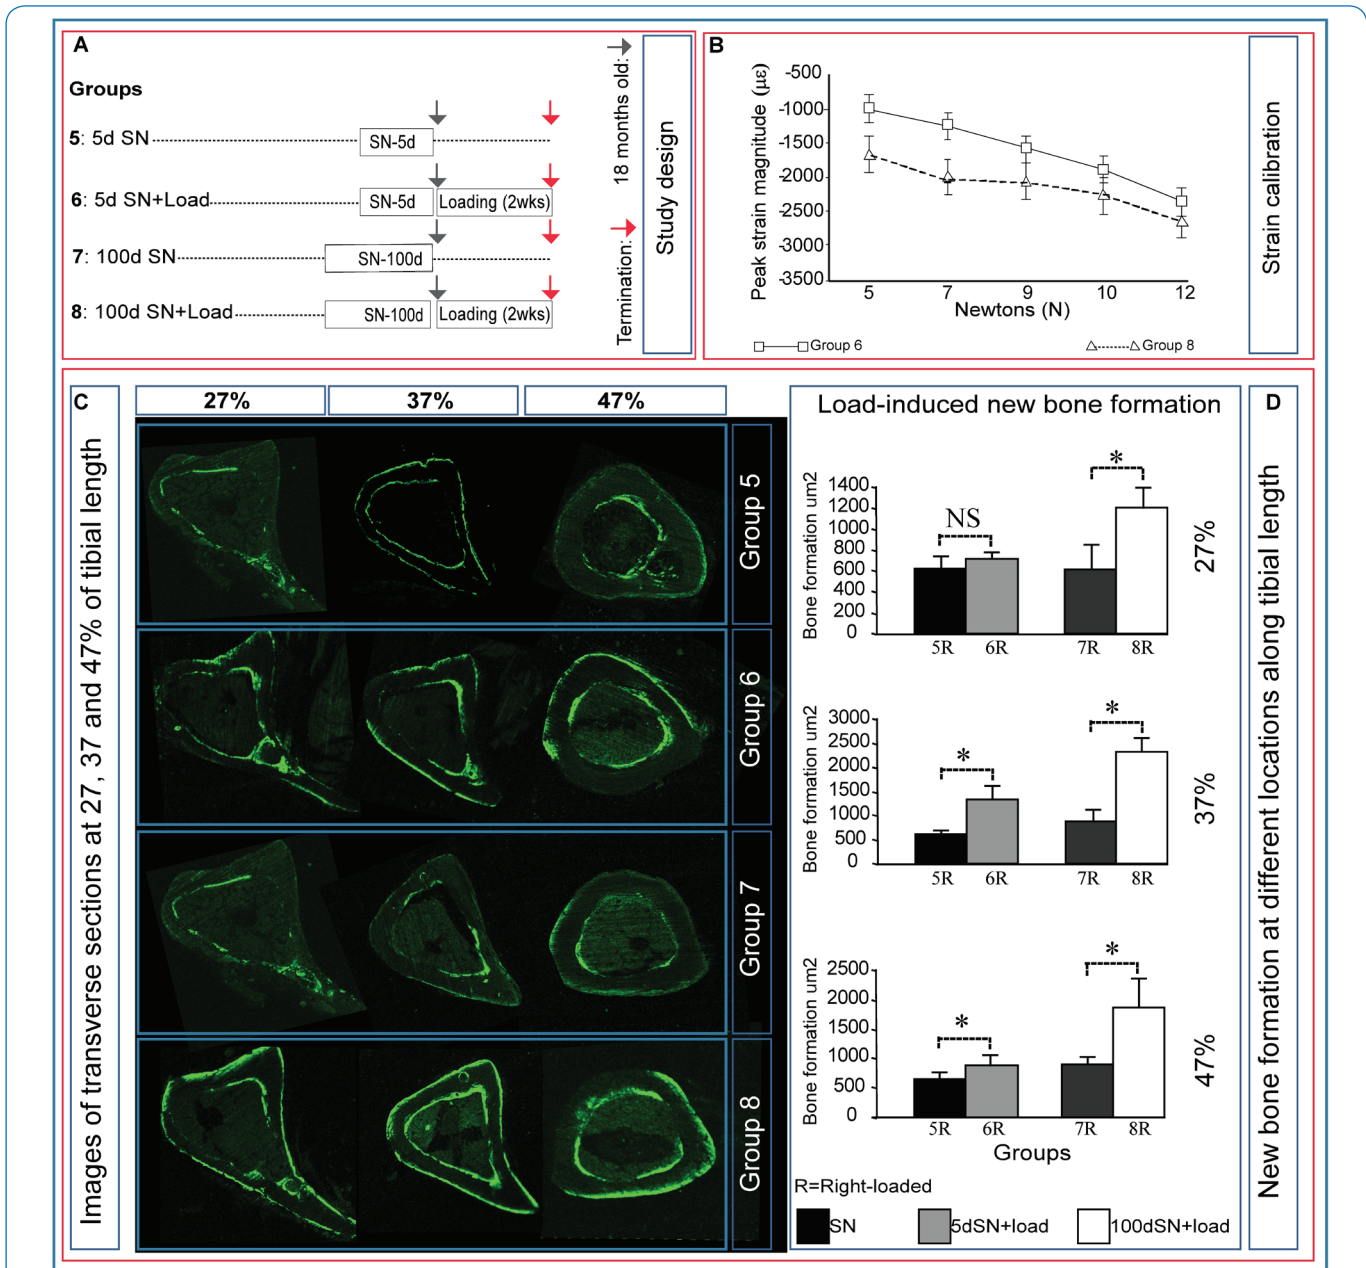 A
Groups
5: 5d SN
SN-5d
6: 5d SN+Load
SN-5d
Loading (2wks)
7: 100d SN
SN-100d
8: 100d SN+Load
SN-100d
Loading (2wks)
18 months old:
Termination:
Study design
B
Peak strain magnitude (με)
-500
-1000
-1500
-2000
-2500
-3000
-3500
5 7 9 10 12
Newtons (N)
Group 6
Group 8
Strain calibration
C
Images of transverse sections at 27, 37 and 47% of tibial length
27%
37%
47%
Group 5
Group 6
Group 7
Group 8
Load-induced new bone formation
Bone formation um2
1400
1200
1000
800
600
400
200
0
NS
*
5R 6R 7R 8R
27%
Bone formation um2
3000
2500
2000
1500
1000
500
0
*
*
5R 6R 7R 8R
37%
Bone formation um2
2500
2000
1500
1000
500
0
*
*
5R 6R 7R 8R
47%
Groups
R=Right-loaded
SN
5dSN+load
100dSN+load
D
New bone formation at different locations along tibial length